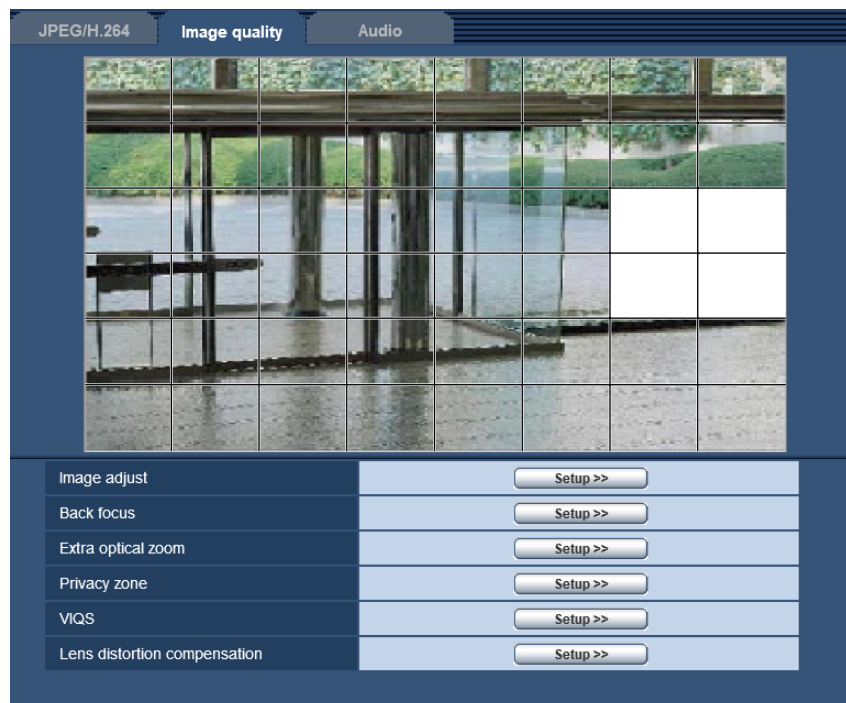 JPEG/H.264 Image quality Audio
Image adjust Setup >>
Back focus Setup >>
Extra optical zoom Setup >>
Privacy zone Setup >>
VIQS Setup >>
Lens distortion compensation Setup >>